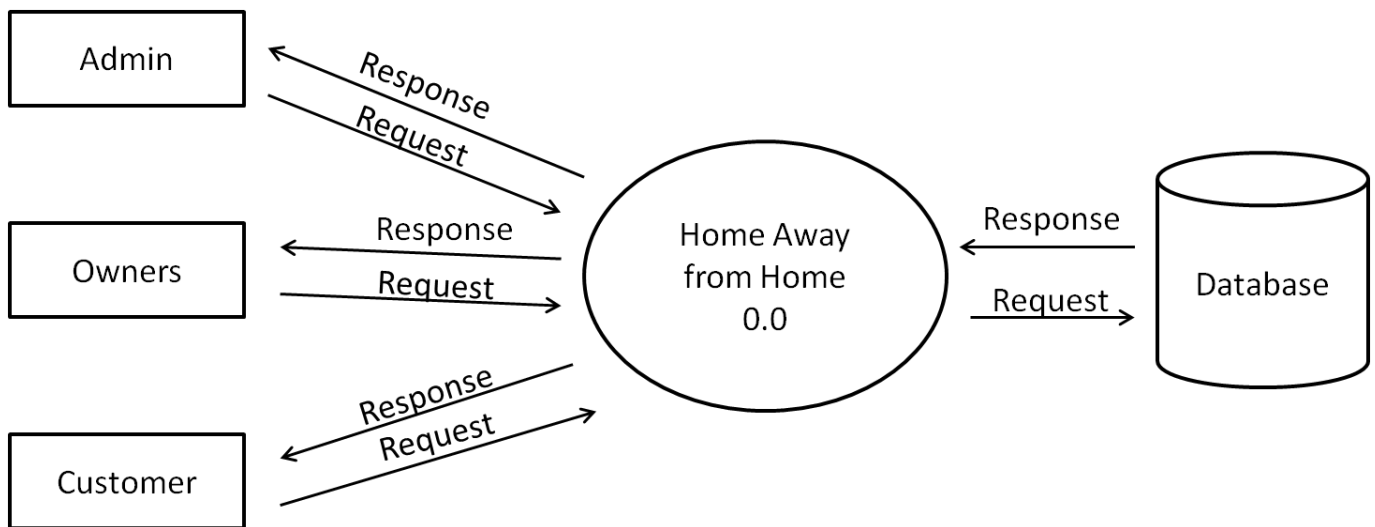 Admin
Response
Request
Owners
Response
Request
Customer
Response
Request
Home Away
from Home
0.0
Response
Request
Database